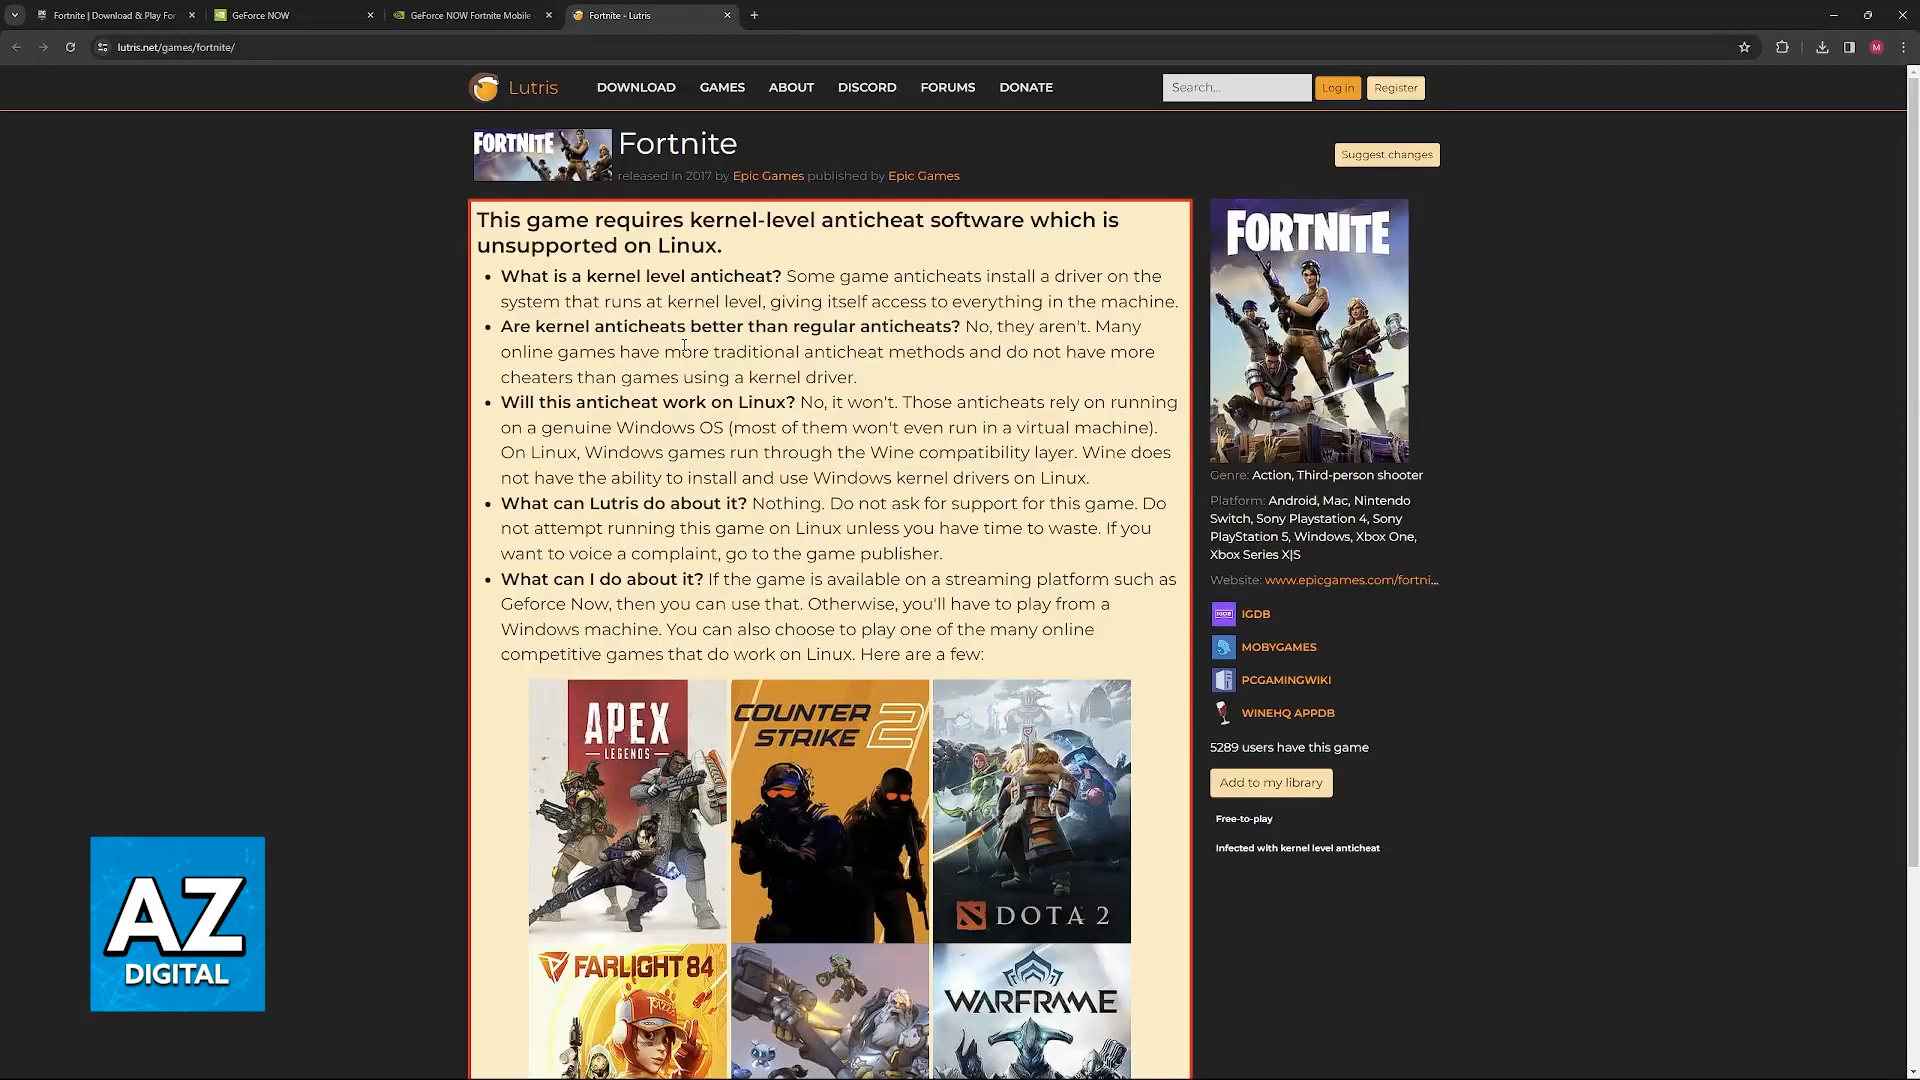 Fortnite | Download & Play For
GeForce NOW
GeForce NOW Fortnite Mobile
Fortnite - Lutris
lutris.net/games/fortnite/
M
Lutris
DOWNLOAD
GAMES
ABOUT
DISCORD
FORUMS
DONATE
Search...
Log in
Register
FORTNITE
Fortnite
released in 2017 by Epic Games published by Epic Games
Suggest changes
This game requires kernel-level anticheat software which is
unsupported on Linux.
• What is a kernel level anticheat? Some game anticheats install a driver on the
system that runs at kernel level, giving itself access to everything in the machine.
• Are kernel anticheats better than regular anticheats? No, they aren't. Many
online games have more traditional anticheat methods and do not have more
cheaters than games using a kernel driver.
• Will this anticheat work on Linux? No, it won't. Those anticheats rely on running
on a genuine Windows OS (most of them won't even run in a virtual machine).
On Linux, Windows games run through the Wine compatibility layer. Wine does
not have the ability to install and use Windows kernel drivers on Linux.
• What can Lutris do about it? Nothing. Do not ask for support for this game. Do
not attempt running this game on Linux unless you have time to waste. If you
want to voice a complaint, go to the game publisher.
• What can I do about it? If the game is available on a streaming platform such as
Geforce Now, then you can use that. Otherwise, you'll have to play from a
Windows machine. You can also choose to play one of the many online
competitive games that do work on Linux. Here are a few:
APEX
LEGENDS
COUNTER
STRIKE 2
DOTA 2
FARLIGHT 84
WARFRAME
FORTNITE
Genre: Action, Third-person shooter
Platform: Android, Mac, Nintendo
Switch, Sony Playstation 4, Sony
PlayStation 5, Windows, Xbox One,
Xbox Series X|S
Website: www.epicgames.com/fortni...
IGDB
IGDB
MOBYGAMES
PCGAMINGWIKI
WINEHQ APPDB
5289 users have this game
Add to my library
Free-to-play
Infected with kernel level anticheat
AZ
DIGITAL